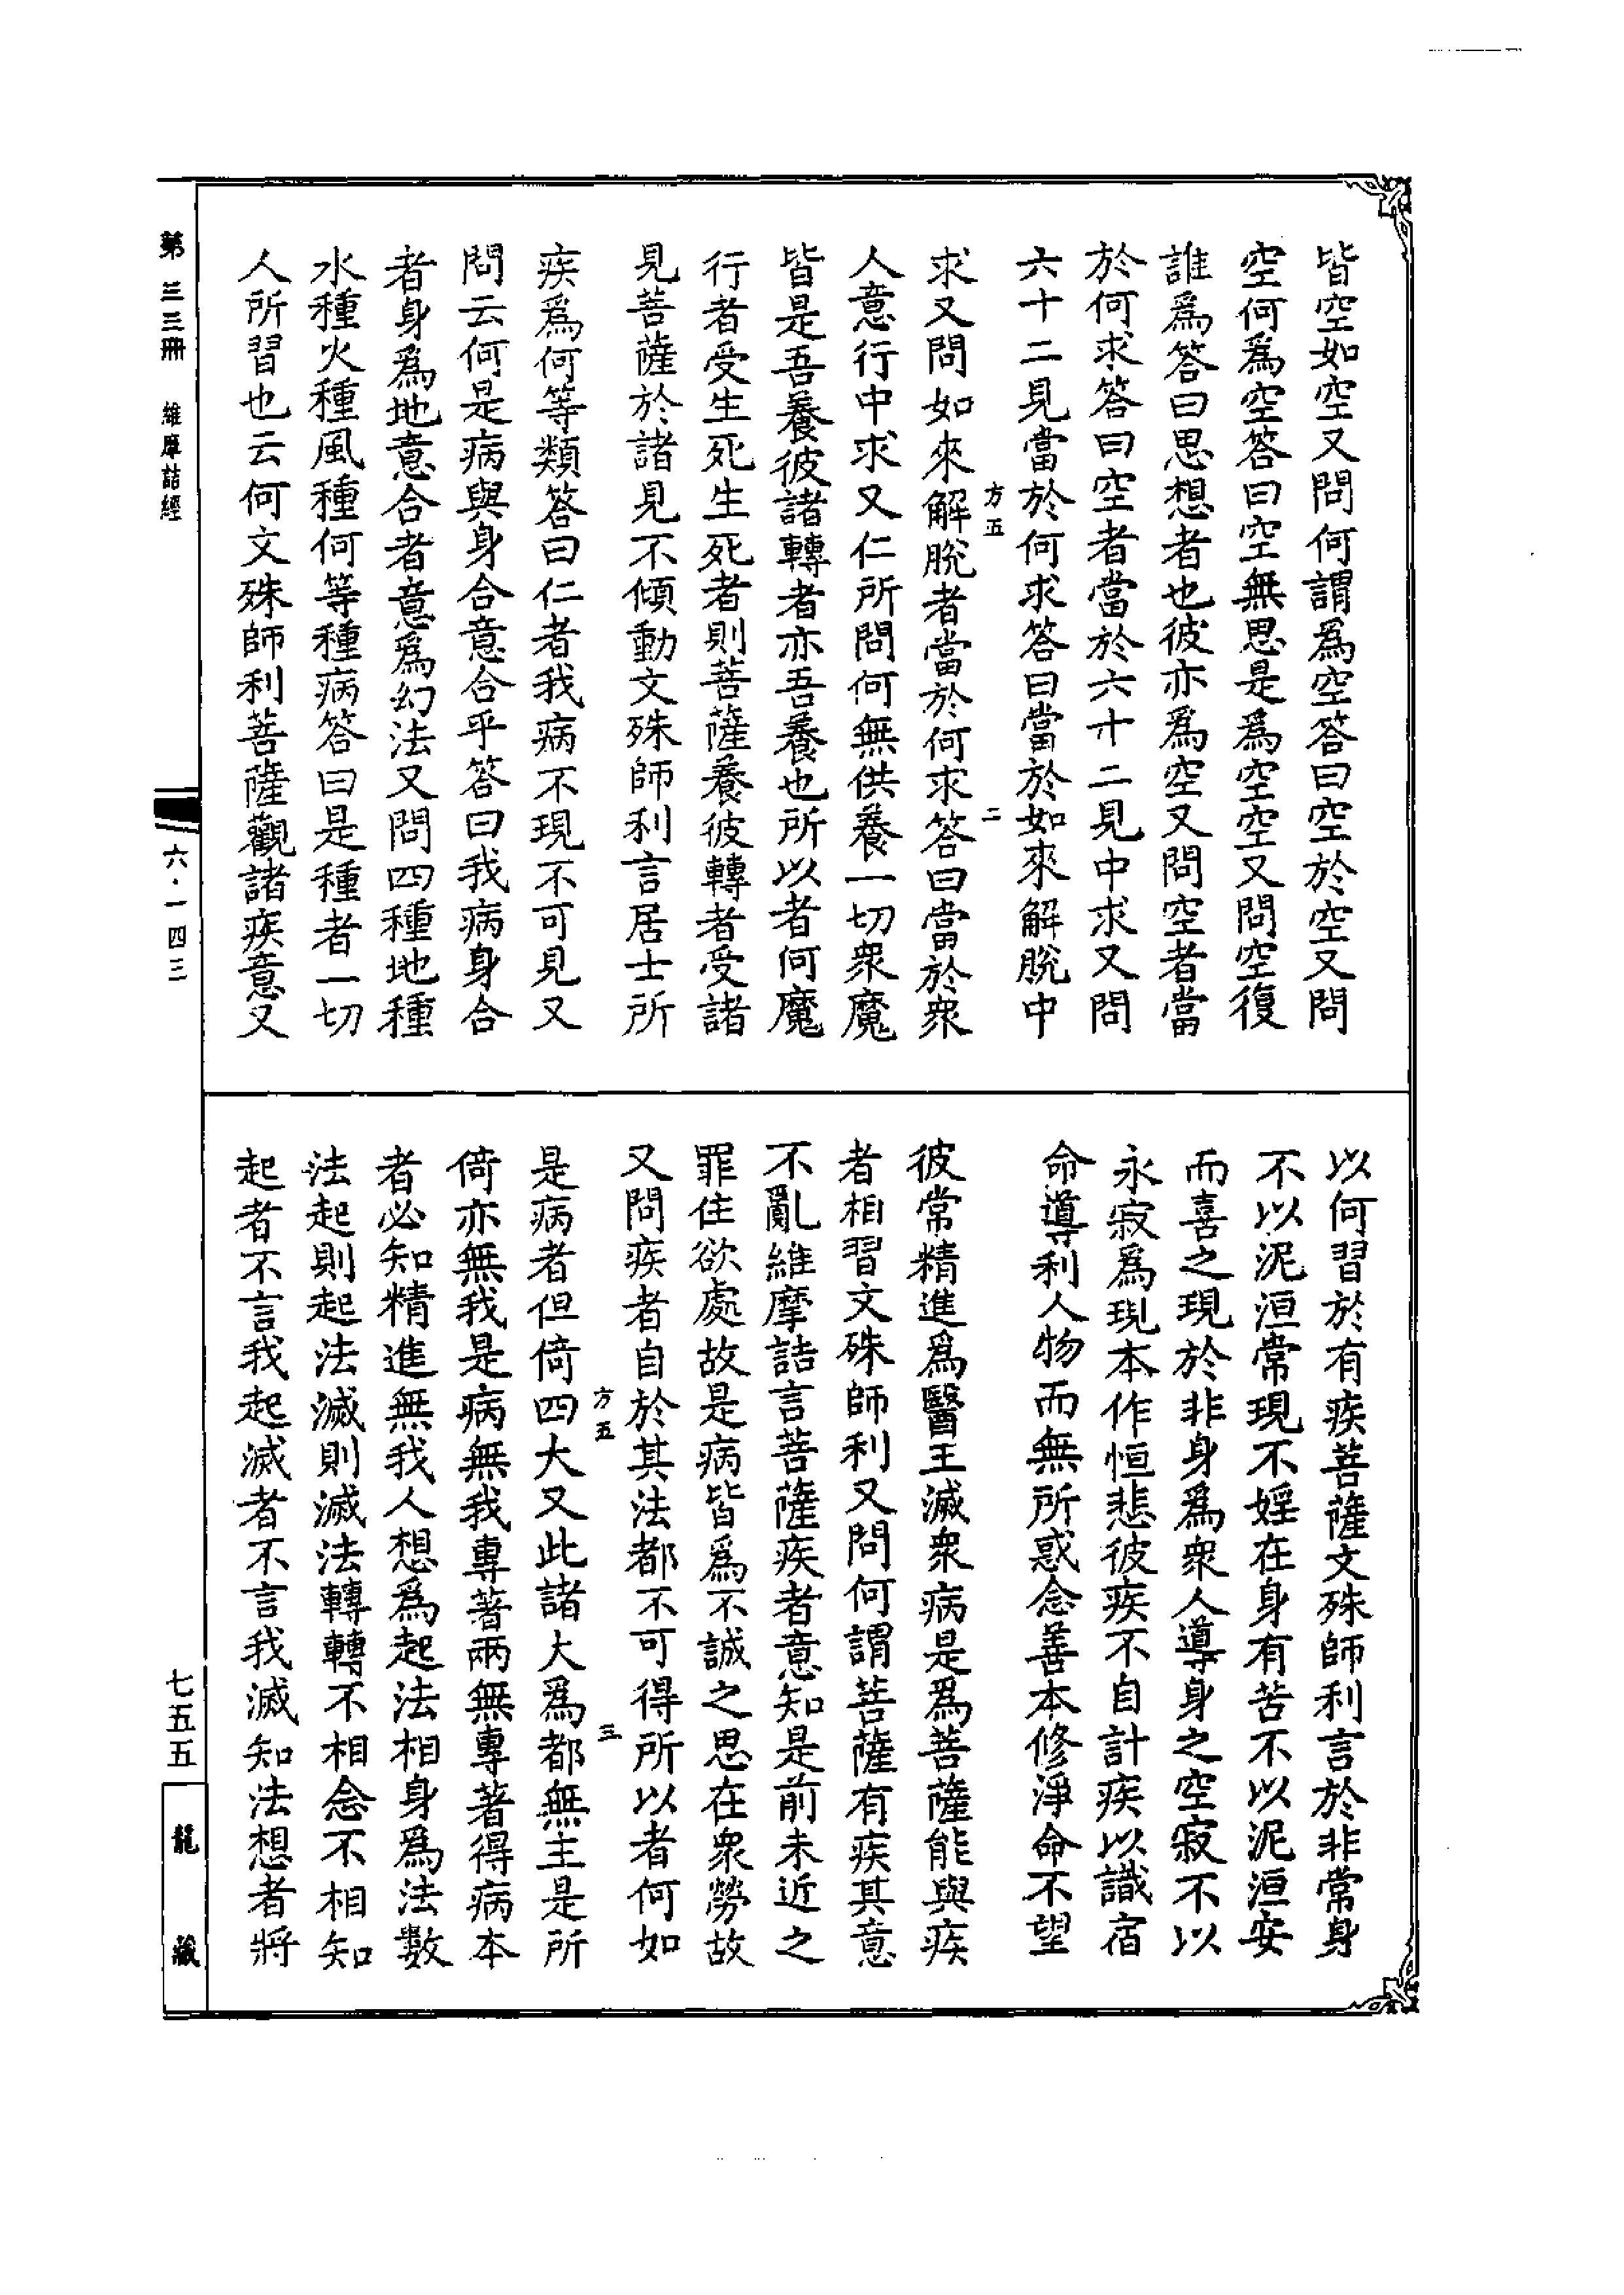 皆空如空又問何謂爲空答曰空於空又問
空何爲空答曰空無思是爲空空又問空復
誰爲答曰思想者也彼亦爲空又問空者當
於何求答曰空者當於六十二見中求又問
六十二見當於何求答曰當於如來解脫中
方五
二
求又問如來解脫者當於何求答曰當於衆
人意行中求又仁所問何無供養一切衆魔
皆是吾養彼諸轉者亦吾養也所以者何魔
行者受生死生死者則菩薩養彼轉者受諸
見菩薩於諸見不傾動文殊師利言居士所
疾爲何等類答曰仁者我病不現不可見又
問云何是病與身合意合乎答曰我病身合
者身爲地意合者意爲幻法又問四種地種
水種火種風種何等種病答曰是種者一切
人所習也云何文殊師利菩薩觀諸疾意又
以何習於有疾菩薩文殊師利言於非常身
不以泥洹常現不婬在身有苦不以泥洹安
而喜之現於非身爲衆人導身之空寂不以
永寂爲現本作恒悲彼疾不自計疾以識宿
命導利人物而無所惑念善本修淨命不望
彼常精進爲醫王滅衆病是爲菩薩能與疾
者相習文殊師利又問何謂菩薩有疾其意
不亂維摩詰言菩薩疾者意知是前未近之
罪住欲處故是病皆爲不誠之思在衆勞故
又問疾者自於其法都不可得所以者何如
方五
三
是病者但倚四大又此諸大爲都無主是所
倚亦無我是病無我專著兩無專著得病本
者必知精進無我人想爲起法相身爲法數
法起則起法滅則滅法轉轉不相念不相知
起者不言我起滅者不言我滅知法想者將
第三三冊　維摩詰經
六·一四三
七五五
龍藏